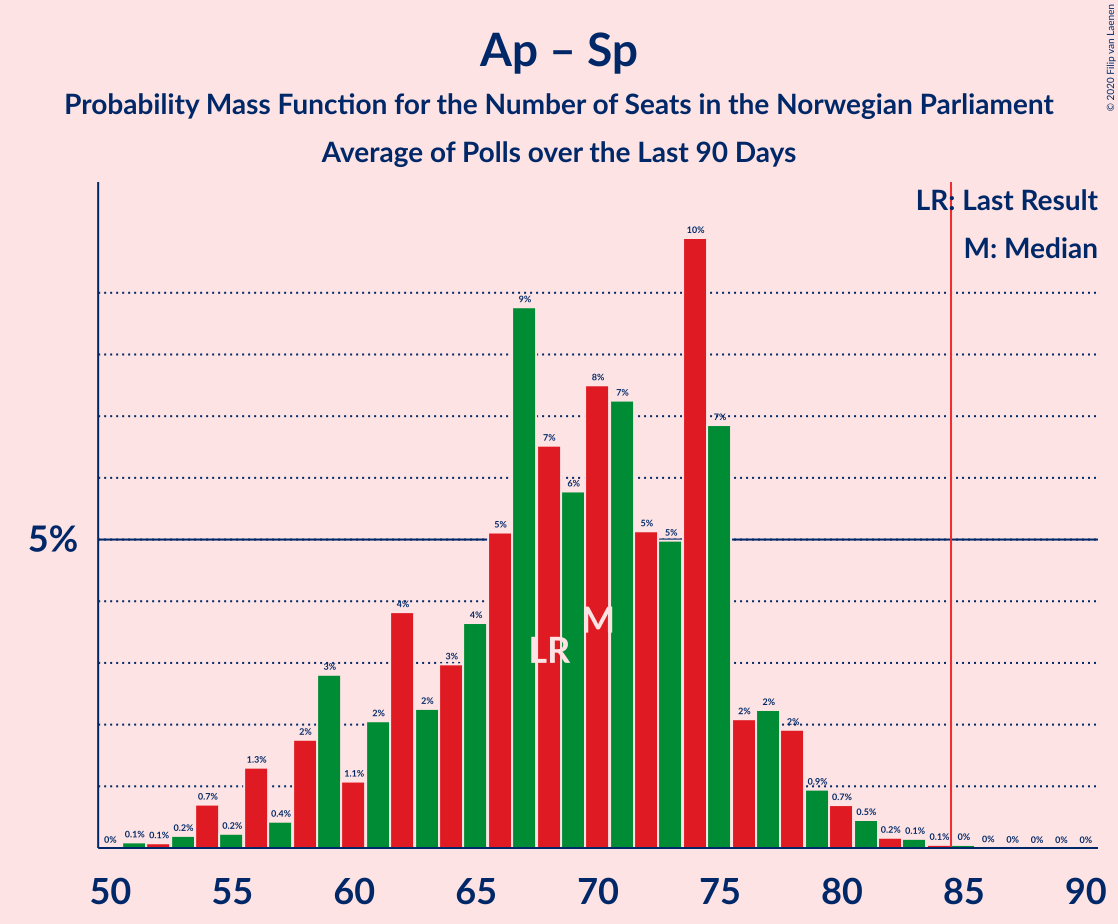 Ap – Sp
Probability Mass Function for the Number of Seats in the Norwegian Parliament
Average of Polls over the Last 90 Days
© 2020 Filip van Laenen
LR: Last Result
M: Median
5%
0% 0.1% 0.1% 0.2% 0.7% 0.2% 1.3% 0.4% 2% 3% 1.1% 2% 4% 2% 3% 4% 5% 9% 7% 6% 8% 7% 5% 5% 10% 7% 2% 2% 2% 0.9% 0.7% 0.5% 0.2% 0.1% 0.1% 0% 0% 0% 0% 0% 0%
M
LR
50 55 60 65 70 75 80 85 90